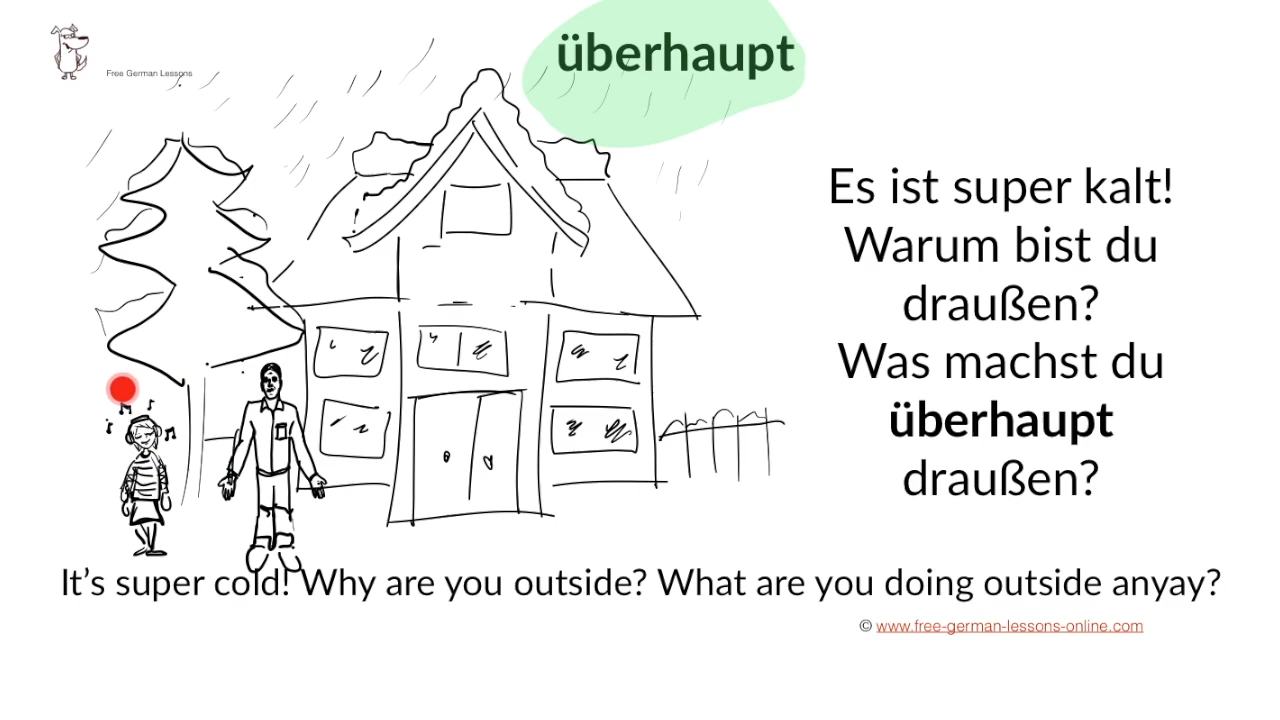 Free German Lessons
überhaupt
Es ist super kalt!
Warum bist du
draußen?
Was machst du
überhaupt
draußen?
It's super cold! Why are you outside? What are you doing outside anyay?
© www.free-german-lessons-online.com